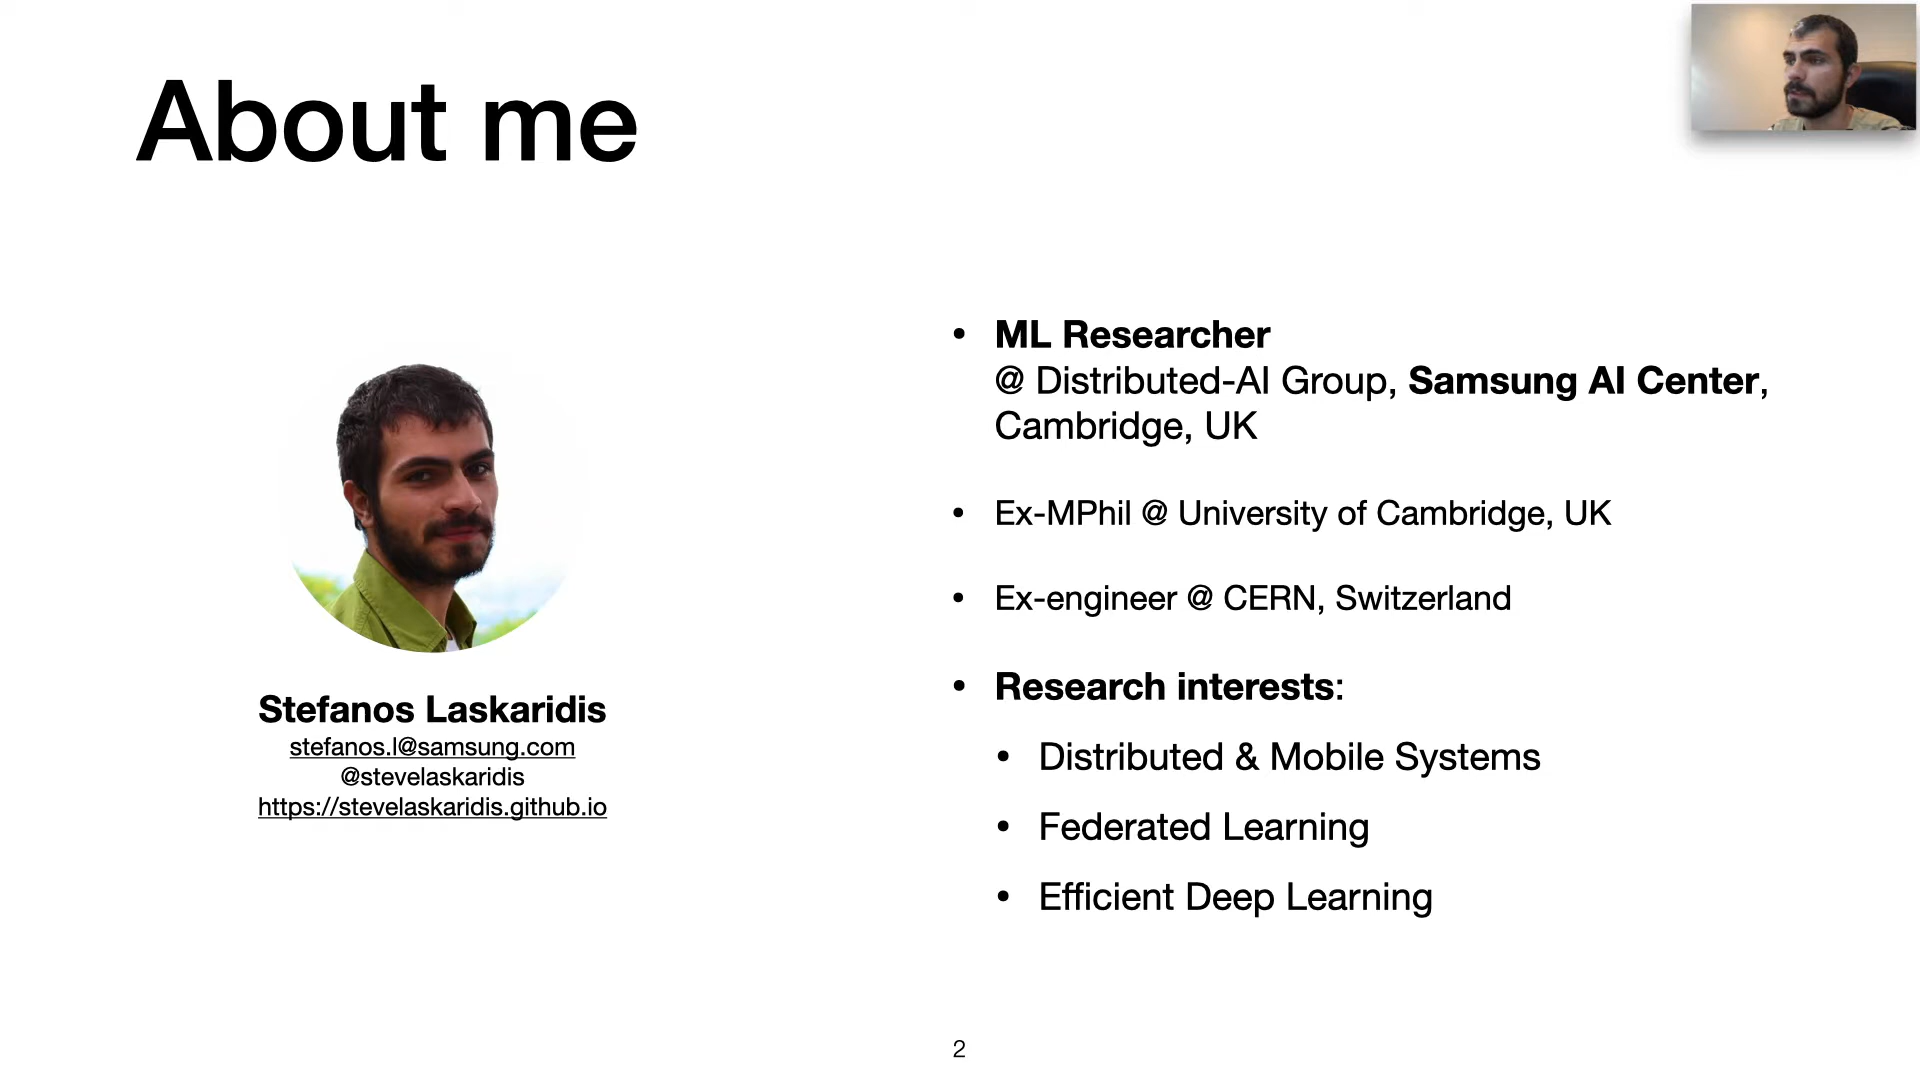 About me
Stefanos Laskaridis
stefanos.l@samsung.com
@stevelaskaridis
https://stevelaskaridis.github.io
• ML Researcher
@ Distributed-AI Group, Samsung AI Center,
Cambridge, UK
• Ex-MPhil @ University of Cambridge, UK
• Ex-engineer @ CERN, Switzerland
• Research interests:
• Distributed & Mobile Systems
• Federated Learning
• Efficient Deep Learning
2